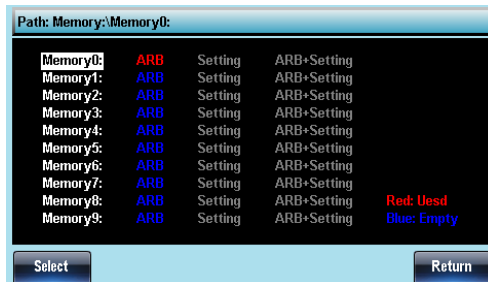 Path: Memory:\Memory0:
Memory0: ARB Setting ARB+Setting
Memory1: ARB Setting ARB+Setting
Memory2: ARB Setting ARB+Setting
Memory3: ARB Setting ARB+Setting
Memory4: ARB Setting ARB+Setting
Memory5: ARB Setting ARB+Setting
Memory6: ARB Setting ARB+Setting
Memory7: ARB Setting ARB+Setting
Memory8: ARB Setting ARB+Setting Red: Uesd
Memory9: ARB Setting ARB+Setting Blue: Empty
Select Return